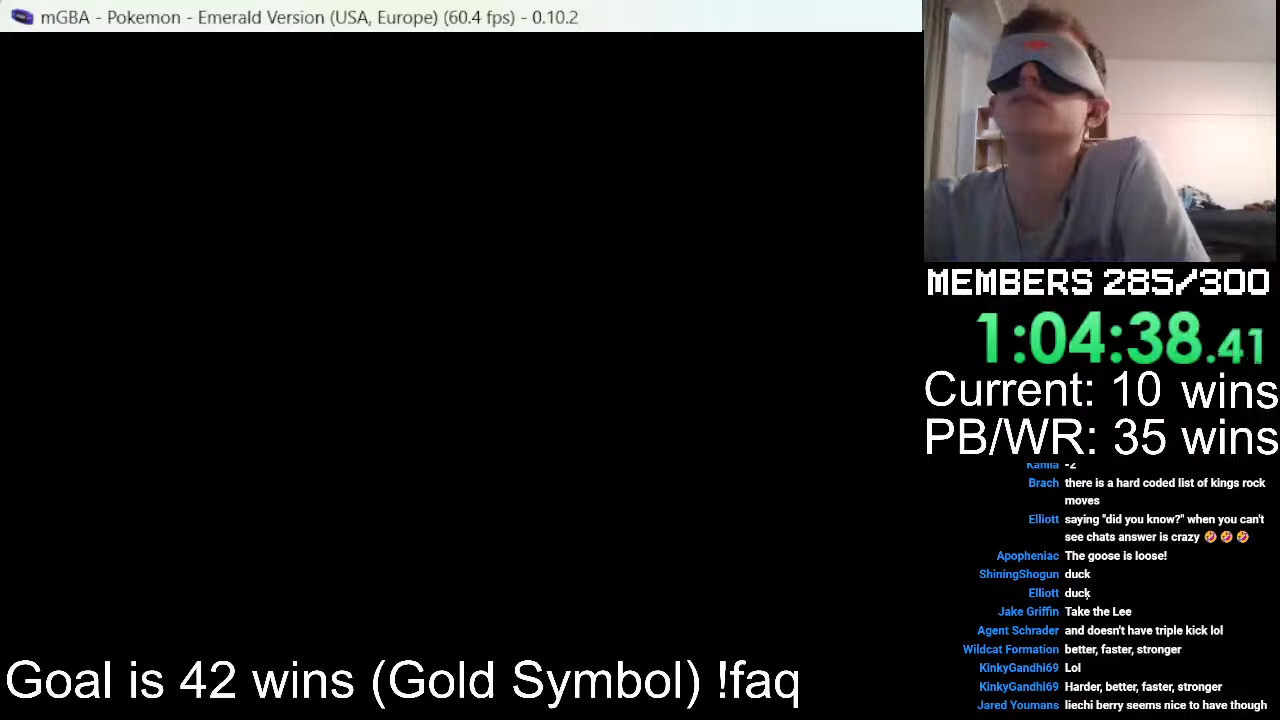 mGBA - Pokemon - Emerald Version (USA, Europe) (60.4 fps) - 0.10.2
MEMBERS 285/300
1:04:38.41
Current: 10 wins
PB/WR: 35 wins
-2
Brach there is a hard coded list of kings rock
moves
Elliott saying "did you know?" when you can't
see chats answer is crazy 🤣🤣🤣
Apopheniac The goose is loose!
ShiningShogun duck
Elliott duck
Jake Griffin Take the Lee
Agent Schrader and doesn't have triple kick lol
Wildcat Formation better, faster, stronger
KinkyGandhi69 Lol
KinkyGandhi69 Harder, better, faster, stronger
Jared Youmans liechi berry seems nice to have though
Goal is 42 wins (Gold Symbol) !faq